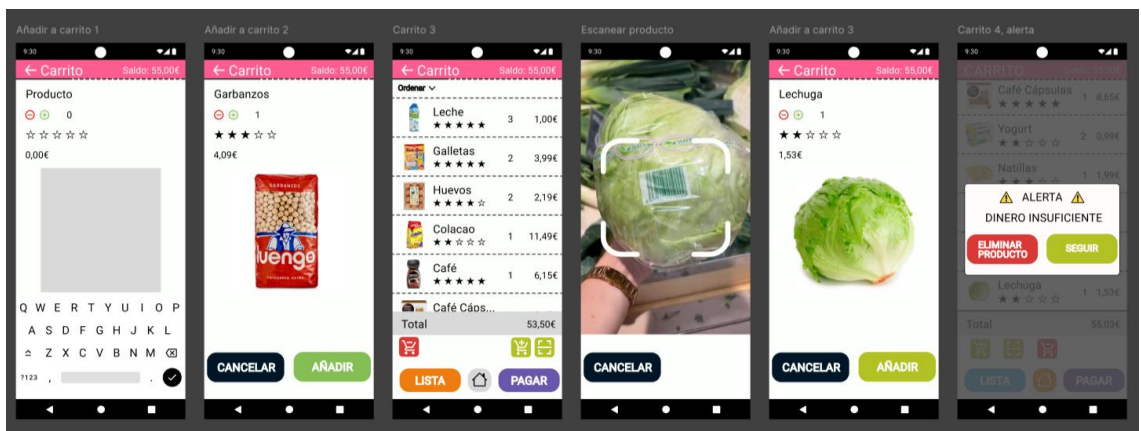 Añadir a carrito 1
9:30
← Carrito Saldo: 55,00€
Producto
0
0,00€
Q W E R T Y U I O P
A S D F G H J K L
Z X C V B N M
?123 , .
Añadir a carrito 2
9:30
← Carrito Saldo: 55,00€
Garbanzos
1
4,09€
GARBANZOS
luengo
CANCELAR AÑADIR
Carrito 3
9:30
← Carrito Saldo: 55,00€
Ordenar
Leche 3 1,00€
Galletas 2 3,99€
Huevos 2 2,19€
Colacao 1 11,49€
Café 1 6,15€
Café Cáps...
Total 53,50€
LISTA PAGAR
Escanear producto
9:30
CANCELAR
Añadir a carrito 3
9:30
← Carrito Saldo: 55,00€
Lechuga
1
1,53€
CANCELAR AÑADIR
Carrito 4, alerta
9:30
CARRITO Saldo: 55,00€
Café Cápsulas 1 8,65€
Yogurt 2 0,99€
Natillas 1 1,99€
ALERTA
DINERO INSUFICIENTE
ELIMINAR
PRODUCTO
SEGUIR
Lechuga 1 1,53€
Total 55,03€
LISTA PAGAR